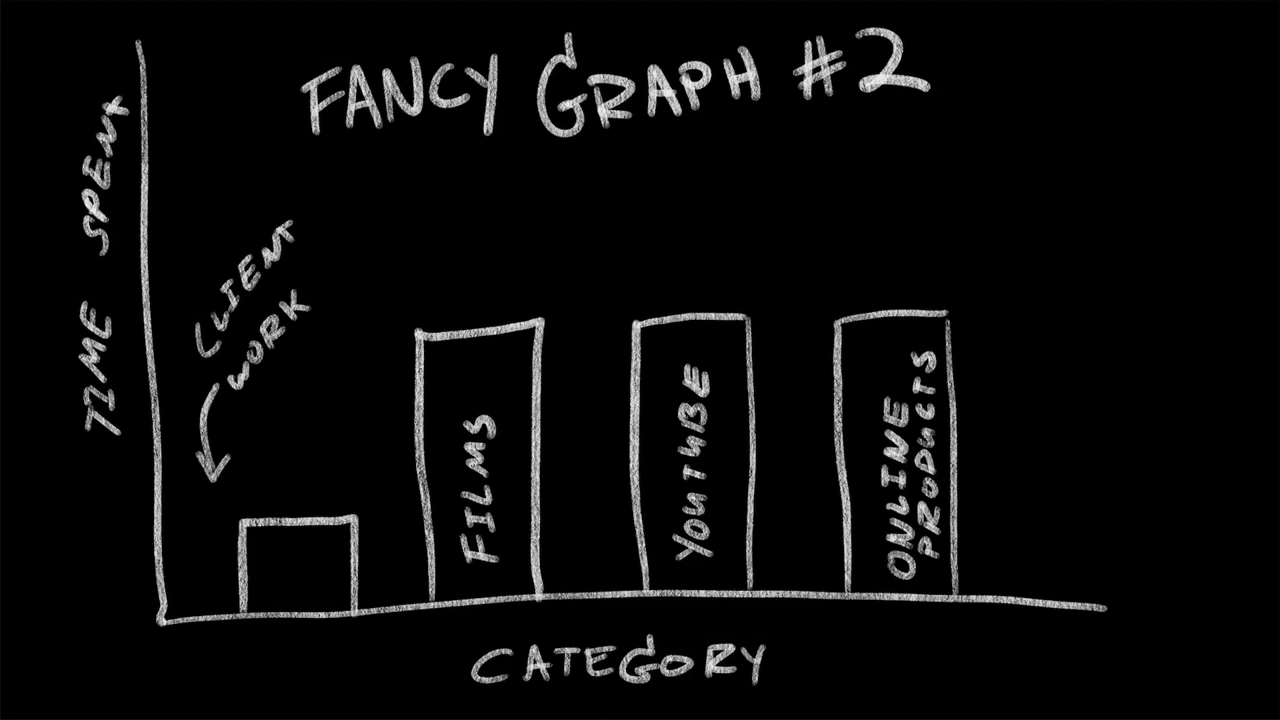 FANCY GRAPH #2
TIME SPENT
CLIENT
WORK
FILMS
YOUTUBE
ONLINE
PRODUCTS
CATEGORY